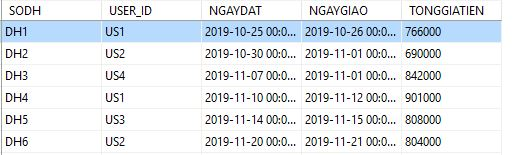 SODH USER_ID NGAYDAT NGAYGIAO TONGGIATIEN
DH1 US1 2019-10-25 00:0... 2019-10-26 00:0... 766000
DH2 US2 2019-10-30 00:0... 2019-11-01 00:0... 690000
DH3 US4 2019-11-07 00:0... 2019-11-01 00:0... 842000
DH4 US1 2019-11-10 00:0... 2019-11-12 00:0... 901000
DH5 US3 2019-11-14 00:0... 2019-11-15 00:0... 808000
DH6 US2 2019-11-20 00:0... 2019-11-21 00:0... 804000